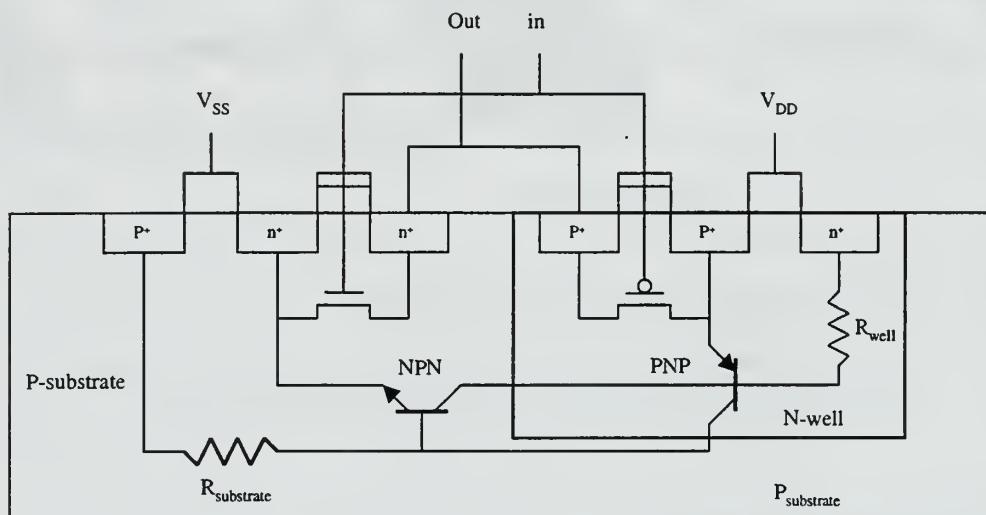 Out in
V_SS V_DD
P⁺ n⁺ n⁺ P⁺ P⁺ n⁺
R_well
NPN PNP
P-substrate
N-well
R_substrate
P_substrate